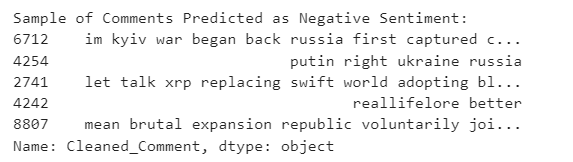 Sample of Comments Predicted as Negative Sentiment:
6712    im kyiv war began back russia first captured c...
4254                            putin right ukraine russia
2741    let talk xrp replacing swift world adopting bl...
4242                                   reallifelore better
8807    mean brutal expansion republic voluntarily joi...
Name: Cleaned_Comment, dtype: object